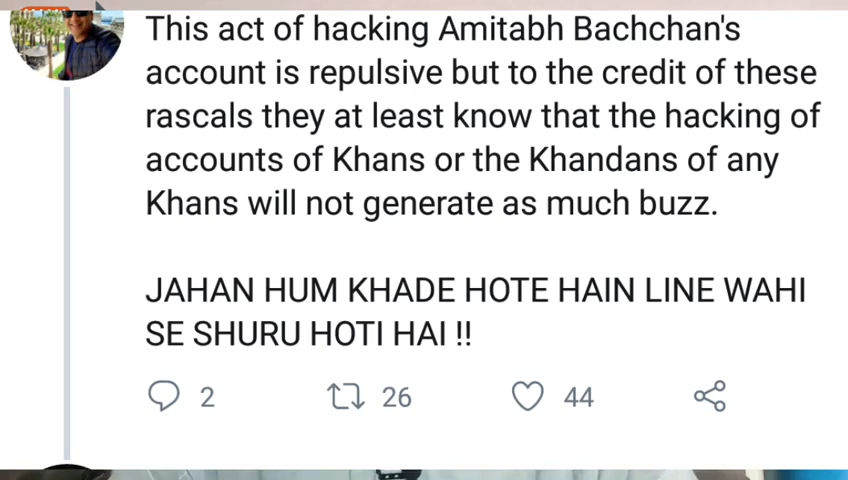 This act of hacking Amitabh Bachchan's
account is repulsive but to the credit of these
rascals they at least know that the hacking of
accounts of Khans or the Khandans of any
Khans will not generate as much buzz.
JAHAN HUM KHADE HOTE HAIN LINE WAHI
SE SHURU HOTI HAI !!
2 26 44